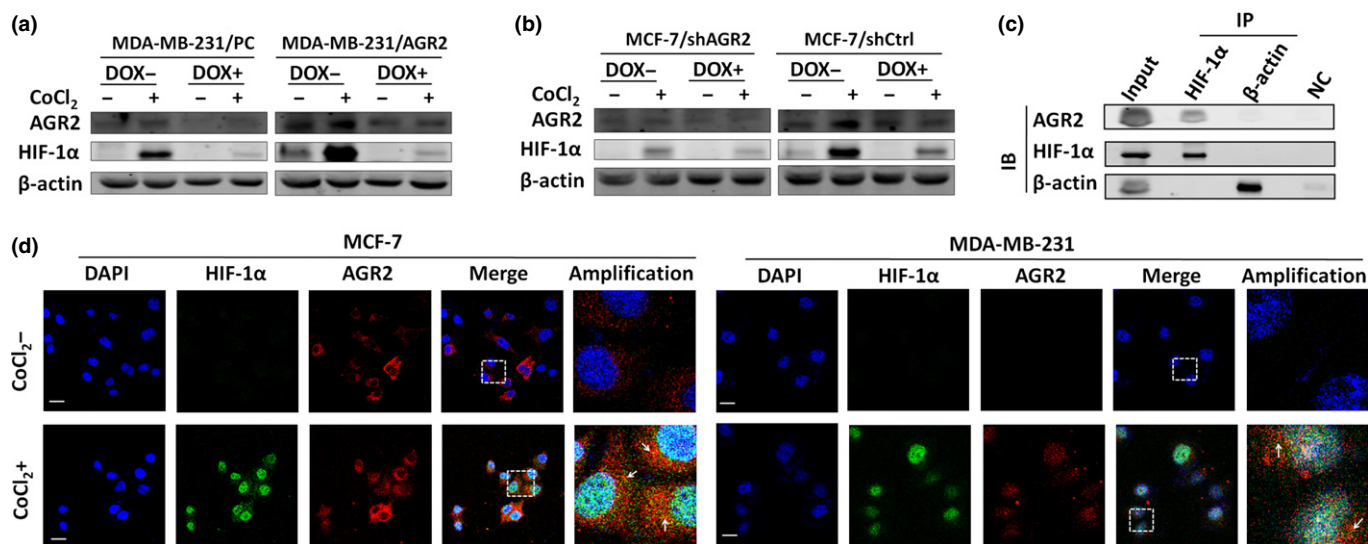 (a)
MDA-MB-231/PC MDA-MB-231/AGR2
DOX− DOX+ DOX− DOX+
CoCl2 − + − + − + − +
AGR2
HIF-1α
β-actin
(b)
MCF-7/shAGR2 MCF-7/shCtrl
DOX− DOX+ DOX− DOX+
CoCl2 − + − + − + − +
AGR2
HIF-1α
β-actin
(c)
IP
Input HIF-1α β-actin NC
IB
AGR2
HIF-1α
β-actin
(d)
MCF-7
DAPI HIF-1α AGR2 Merge Amplification
MDA-MB-231
DAPI HIF-1α AGR2 Merge Amplification
CoCl2−
CoCl2+